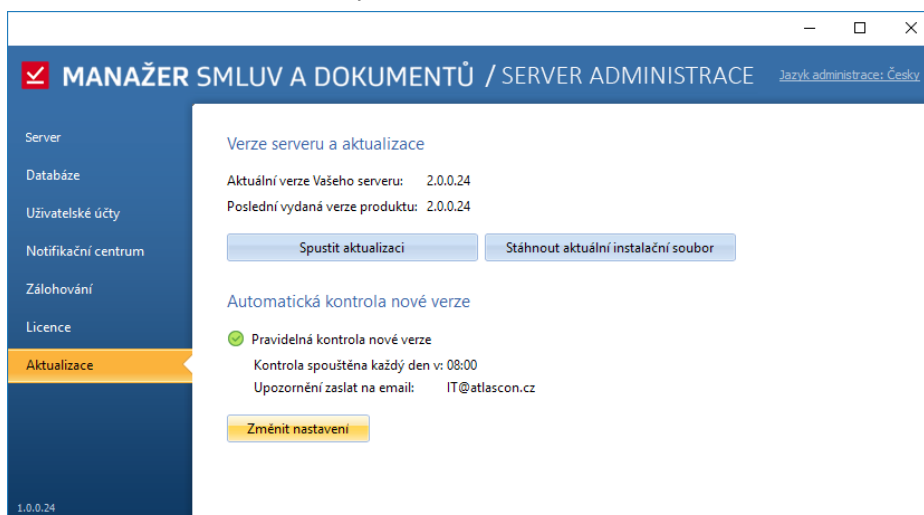 MANAŽER SMLUV A DOKUMENTŮ / SERVER ADMINISTRACE
Jazyk administrace: Česky
Server
Databáze
Uživatelské účty
Notifikační centrum
Zálohování
Licence
Aktualizace
1.0.0.24
Verze serveru a aktualizace
Aktuální verze Vašeho serveru: 2.0.0.24
Poslední vydaná verze produktu: 2.0.0.24
Spustit aktualizaci
Stáhnout aktuální instalační soubor
Automatická kontrola nové verze
Pravidelná kontrola nové verze
Kontrola spouštěna každý den v: 08:00
Upozornění zaslat na email: IT@atlascon.cz
Změnit nastavení